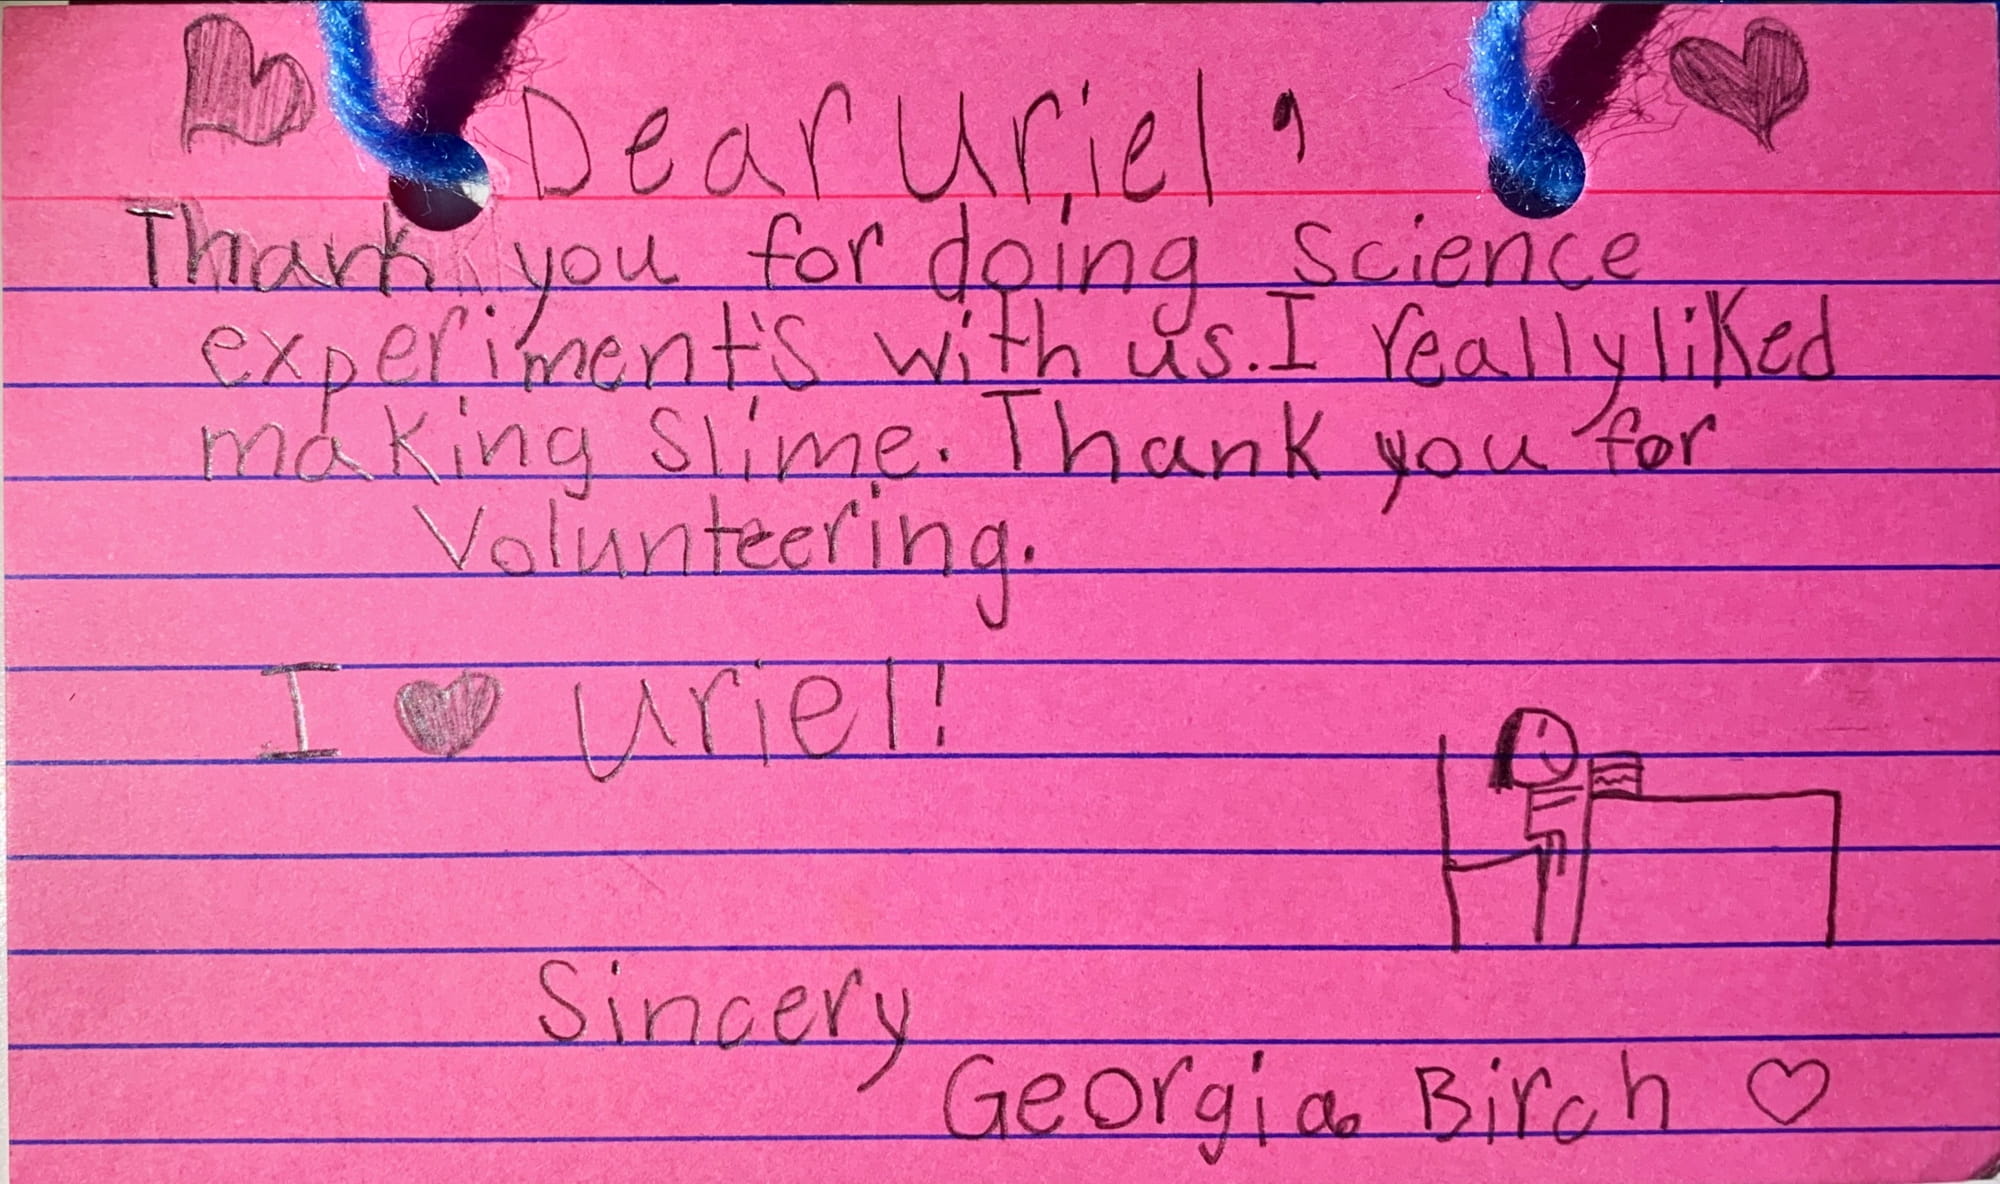 Dear Uriel,
Thank you for doing science
experiment's with us. I really liked
making slime. Thank you for
Volunteering.
I ♥ Uriel!
Sincery
Georgia Birch ♡